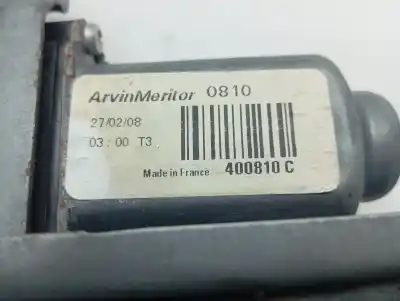 ArvinMeritor 0810
27/02/08
03:00 T3
Made in France 400810 C